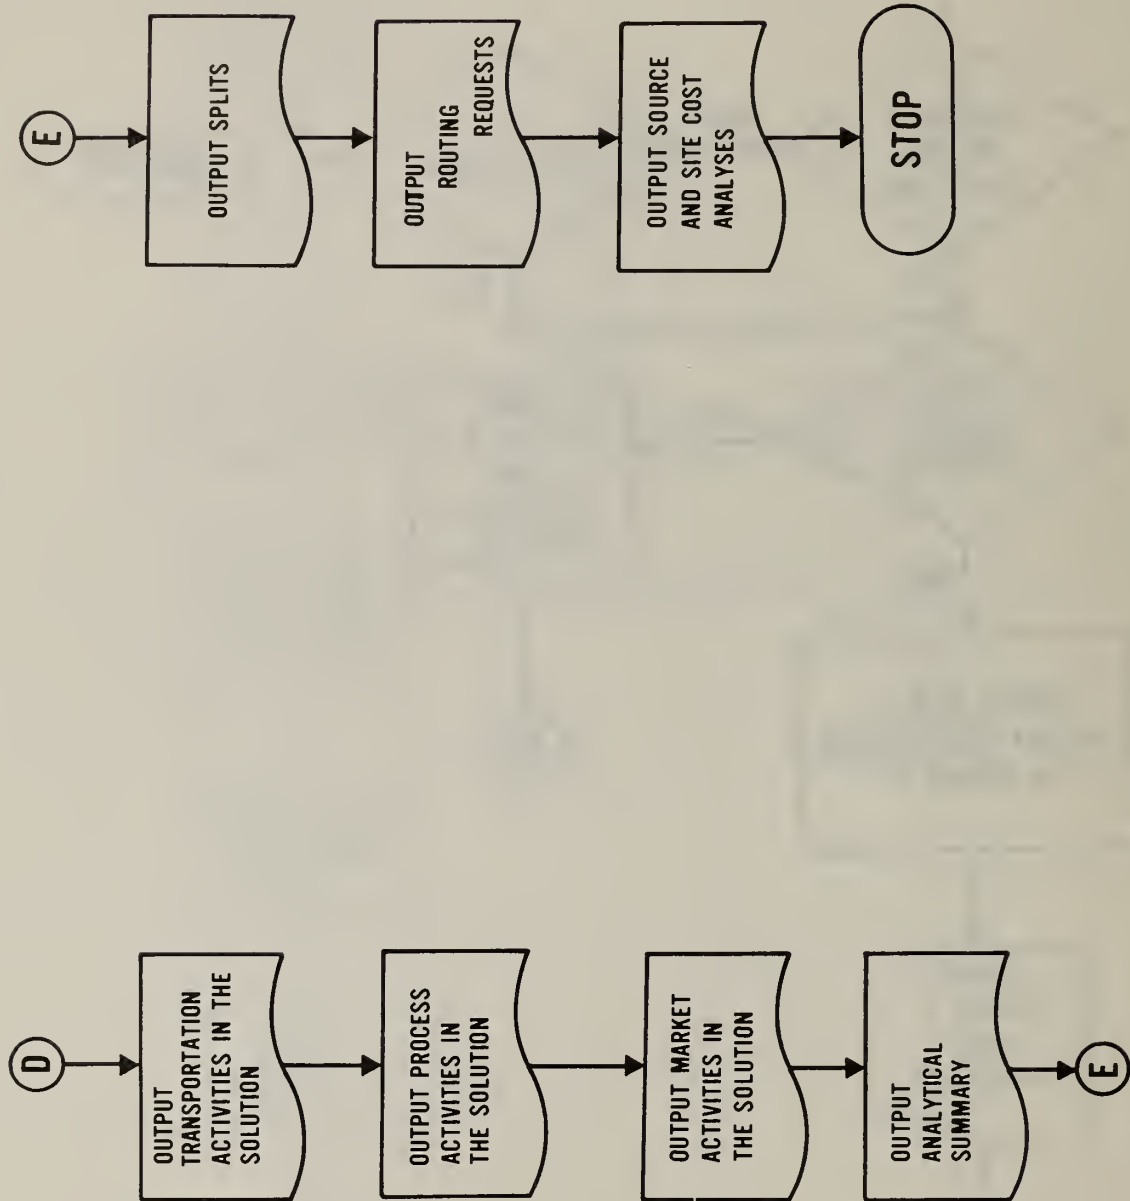 D
OUTPUT
TRANSPORTATION
ACTIVITIES IN THE
SOLUTION
OUTPUT PROCESS
ACTIVITIES IN
THE SOLUTION
OUTPUT MARKET
ACTIVITIES IN
THE SOLUTION
OUTPUT
ANALYTICAL
SUMMARY
E
E
OUTPUT SPLITS
OUTPUT
ROUTING
REQUESTS
OUTPUT SOURCE
AND SITE COST
ANALYSES
STOP